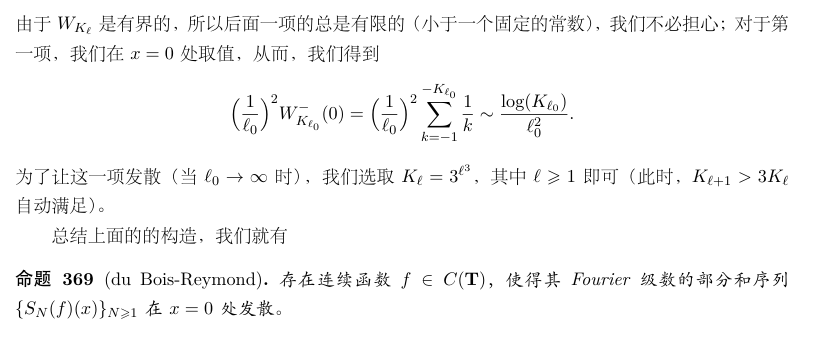 由于 $W_{K_\ell}$ 是有界的，所以后面一项的总是有限的（小于一个固定的常数），我们不必担心；对于第
一项，我们在 $x = 0$ 处取值，从而，我们得到
$$\left(\frac{1}{\ell_0}\right)^2 W^-_{K_{\ell_0}}(0) = \left(\frac{1}{\ell_0}\right)^2 \sum_{k=-1}^{-K_{\ell_0}} \frac{1}{k} \sim \frac{\log(K_{\ell_0})}{\ell_0^2}.$$
为了让这一项发散（当 $\ell_0 \to \infty$ 时），我们选取 $K_\ell = 3^{\ell^3}$，其中 $\ell \geqslant 1$ 即可（此时，$K_{\ell+1} > 3K_\ell$
自动满足）。
总结上面的的构造，我们就有
命题 369 (du Bois-Reymond). 存在连续函数 $f \in C(\mathbf{T})$，使得其 Fourier 级数的部分和序列
$\{S_N(f)(x)\}_{N \geqslant 1}$ 在 $x = 0$ 处发散。